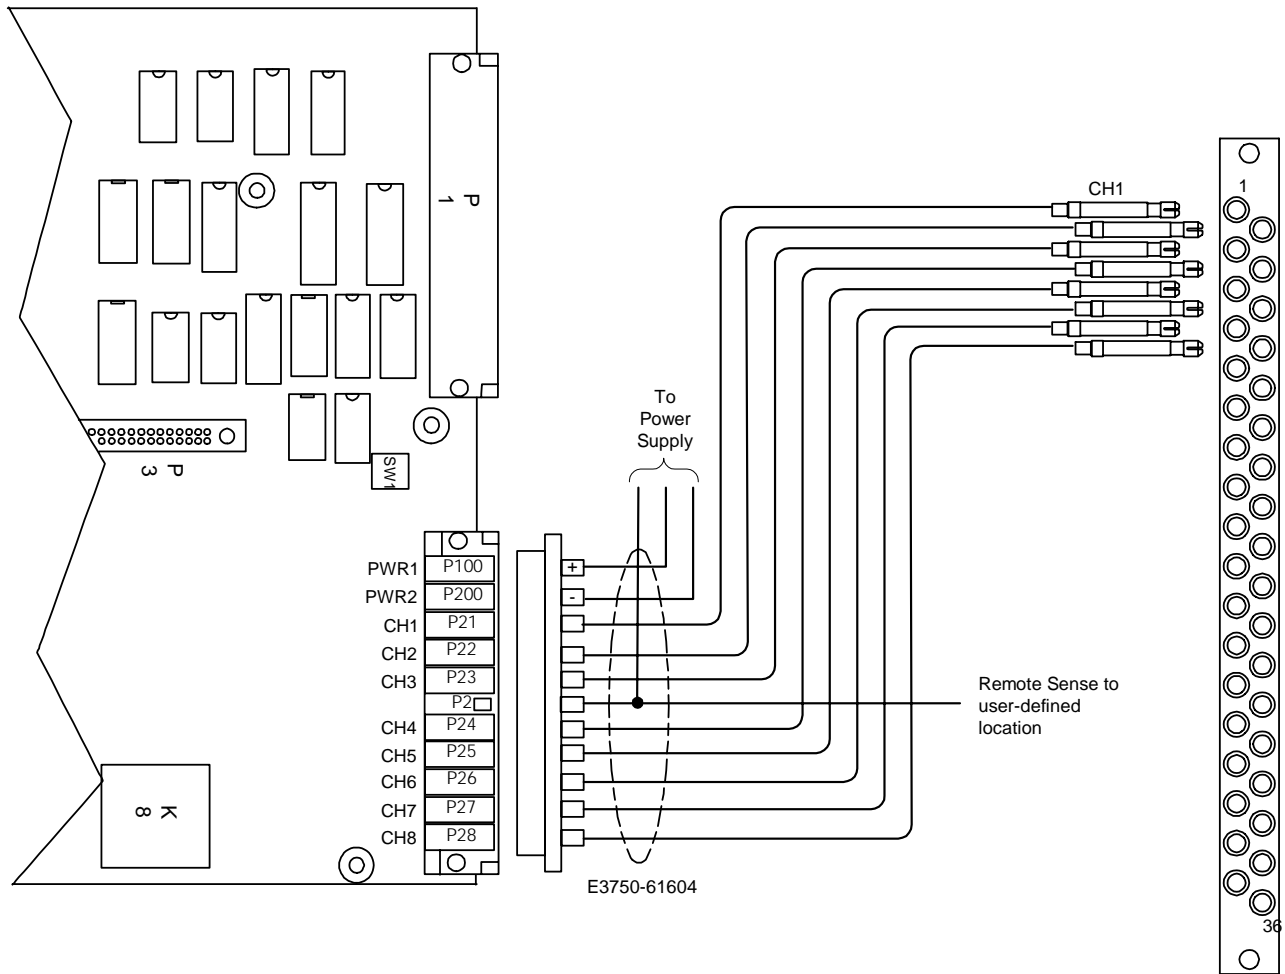 P
1
P
3
SW1
K
8
PWR1 P100
PWR2 P200
CH1 P21
CH2 P22
CH3 P23
P2
CH4 P24
CH5 P25
CH6 P26
CH7 P27
CH8 P28
+
-
To
Power
Supply
E3750-61604
Remote Sense to
user-defined
location
CH1
1
36